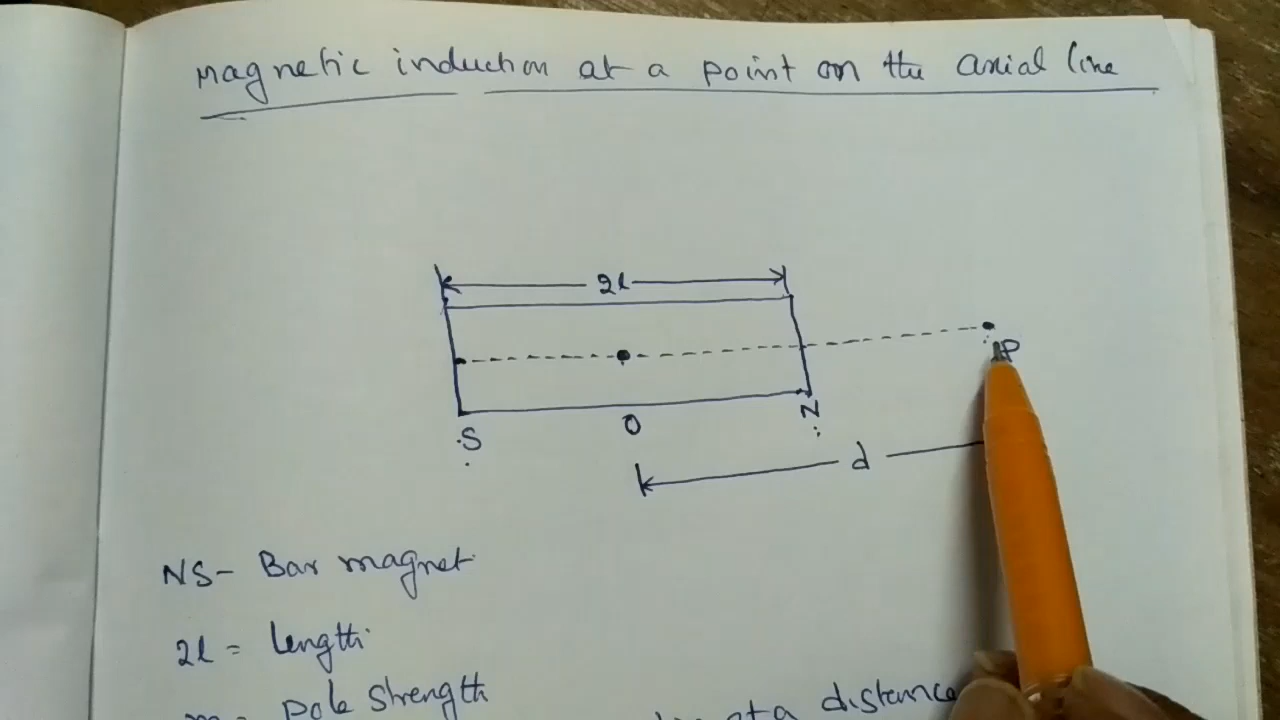 Magnetic induction at a point on the axial line
2l
P
S O N
d
NS- Bar magnet
2l = length
m - pole strength
at a distance